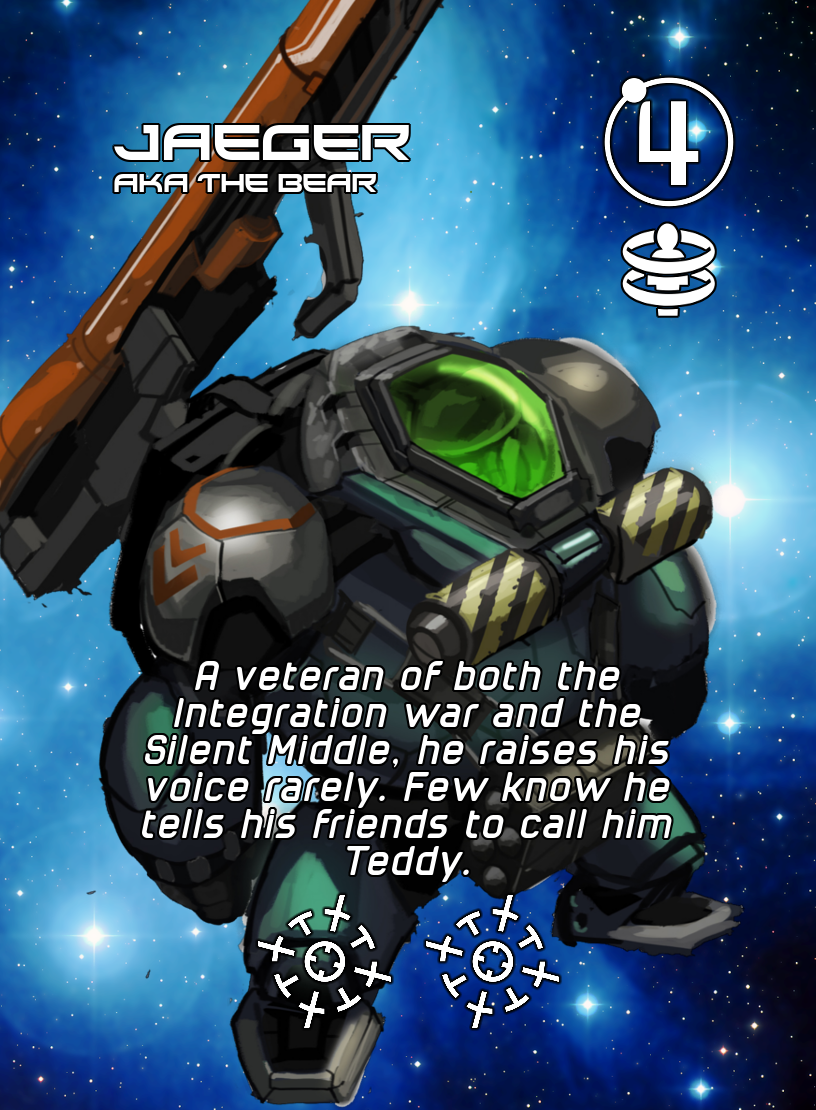 JAEGER
AKA THE BEAR
4
A veteran of both the
Integration war and the
Silent Middle, he raises his
voice rarely. Few know he
tells his friends to call him
Teddy.